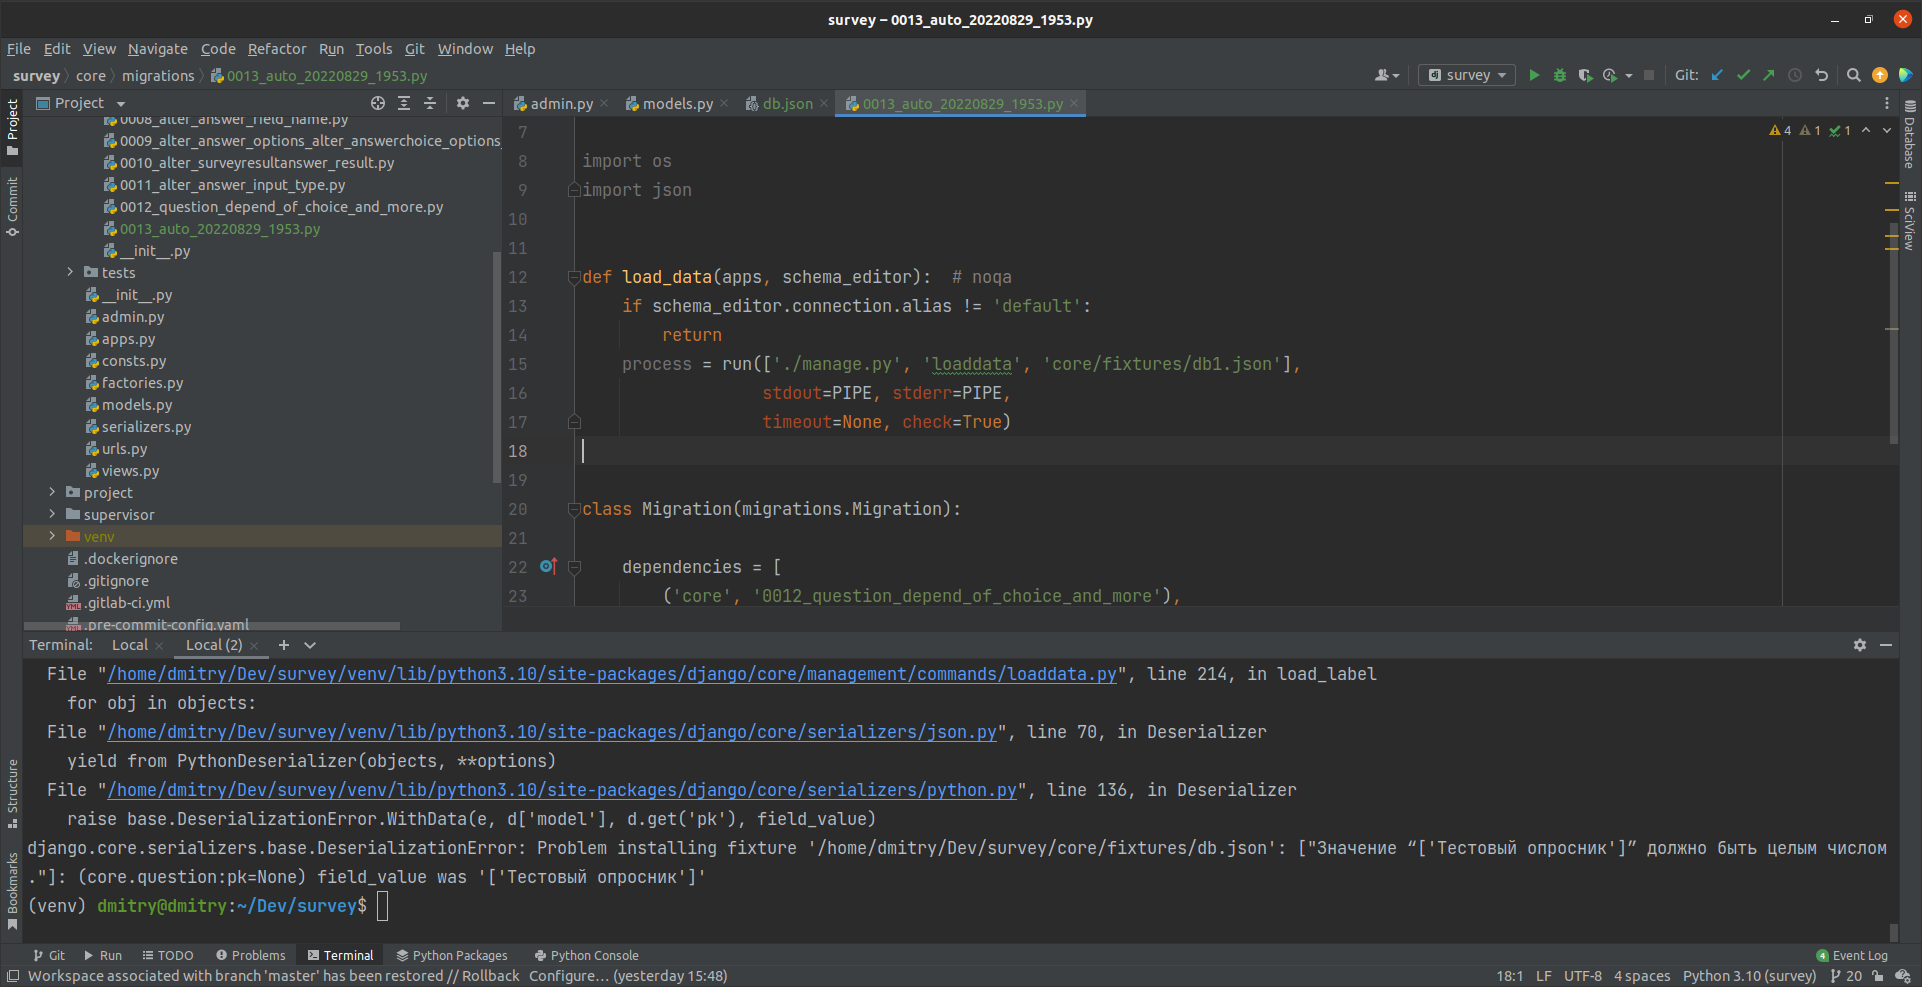 survey – 0013_auto_20220829_1953.py
File Edit View Navigate Code Refactor Run Tools Git Window Help
survey core migrations 0013_auto_20220829_1953.py
survey Git:
Project
admin.py models.py db.json 0013_auto_20220829_1953.py
Project
Commit
Structure
Bookmarks
Database
SciView
0008_alter_answer_field_name.py
0009_alter_answer_options_alter_answerchoice_options_
0010_alter_surveyresultanswer_result.py
0011_alter_answer_input_type.py
0012_question_depend_of_choice_and_more.py
0013_auto_20220829_1953.py
__init__.py
tests
__init__.py
admin.py
apps.py
consts.py
factories.py
models.py
serializers.py
urls.py
views.py
project
supervisor
venv
.dockerignore
.gitignore
.gitlab-ci.yml
.pre-commit-config.yaml
4 1 1
7
8 import os
9 import json
10
11
12 def load_data(apps, schema_editor):  # noqa
13 if schema_editor.connection.alias != 'default':
14 return
15 process = run(['./manage.py', 'loaddata', 'core/fixtures/db1.json'],
16 stdout=PIPE, stderr=PIPE,
17 timeout=None, check=True)
18
19
20 class Migration(migrations.Migration):
21
22 dependencies = [
23 ('core', '0012_question_depend_of_choice_and_more'),
Terminal: Local Local (2)
File "/home/dmitry/Dev/survey/venv/lib/python3.10/site-packages/django/core/management/commands/loaddata.py", line 214, in load_label
for obj in objects:
File "/home/dmitry/Dev/survey/venv/lib/python3.10/site-packages/django/core/serializers/json.py", line 70, in Deserializer
yield from PythonDeserializer(objects, **options)
File "/home/dmitry/Dev/survey/venv/lib/python3.10/site-packages/django/core/serializers/python.py", line 136, in Deserializer
raise base.DeserializationError.WithData(e, d['model'], d.get('pk'), field_value)
django.core.serializers.base.DeserializationError: Problem installing fixture '/home/dmitry/Dev/survey/core/fixtures/db.json': ["Значение “['Тестовый опросник']” должно быть целым числом
."]: (core.question:pk=None) field_value was '['Тестовый опросник']'
(venv) dmitry@dmitry:~/Dev/survey$
Git Run TODO Problems Terminal Python Packages Python Console 4 Event Log
Workspace associated with branch 'master' has been restored // Rollback Configure... (yesterday 15:48) 18:1 LF UTF-8 4 spaces Python 3.10 (survey) 20